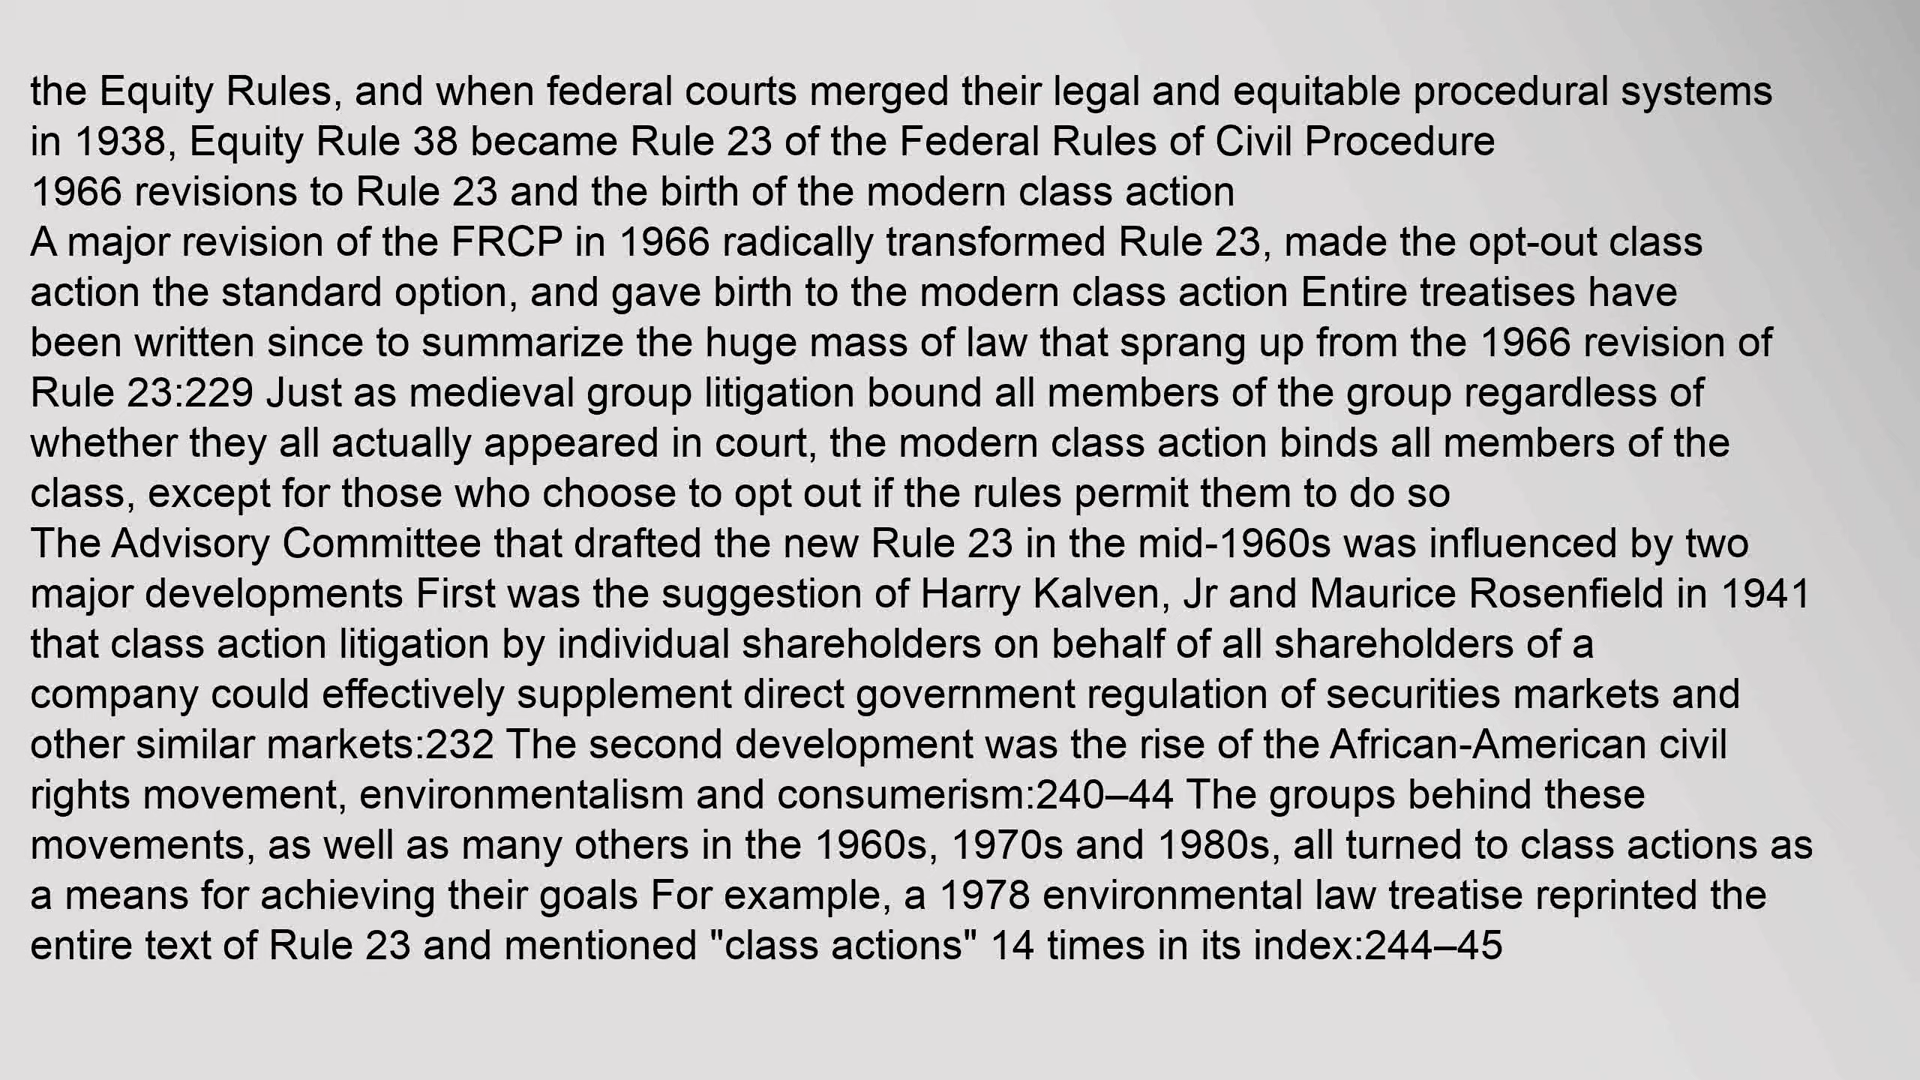 the Equity Rules, and when federal courts merged their legal and equitable procedural systems
in 1938, Equity Rule 38 became Rule 23 of the Federal Rules of Civil Procedure
1966 revisions to Rule 23 and the birth of the modern class action
A major revision of the FRCP in 1966 radically transformed Rule 23, made the opt-out class
action the standard option, and gave birth to the modern class action Entire treatises have
been written since to summarize the huge mass of law that sprang up from the 1966 revision of
Rule 23:229 Just as medieval group litigation bound all members of the group regardless of
whether they all actually appeared in court, the modern class action binds all members of the
class, except for those who choose to opt out if the rules permit them to do so
The Advisory Committee that drafted the new Rule 23 in the mid-1960s was influenced by two
major developments First was the suggestion of Harry Kalven, Jr and Maurice Rosenfield in 1941
that class action litigation by individual shareholders on behalf of all shareholders of a
company could effectively supplement direct government regulation of securities markets and
other similar markets:232 The second development was the rise of the African-American civil
rights movement, environmentalism and consumerism:240–44 The groups behind these
movements, as well as many others in the 1960s, 1970s and 1980s, all turned to class actions as
a means for achieving their goals For example, a 1978 environmental law treatise reprinted the
entire text of Rule 23 and mentioned "class actions" 14 times in its index:244–45